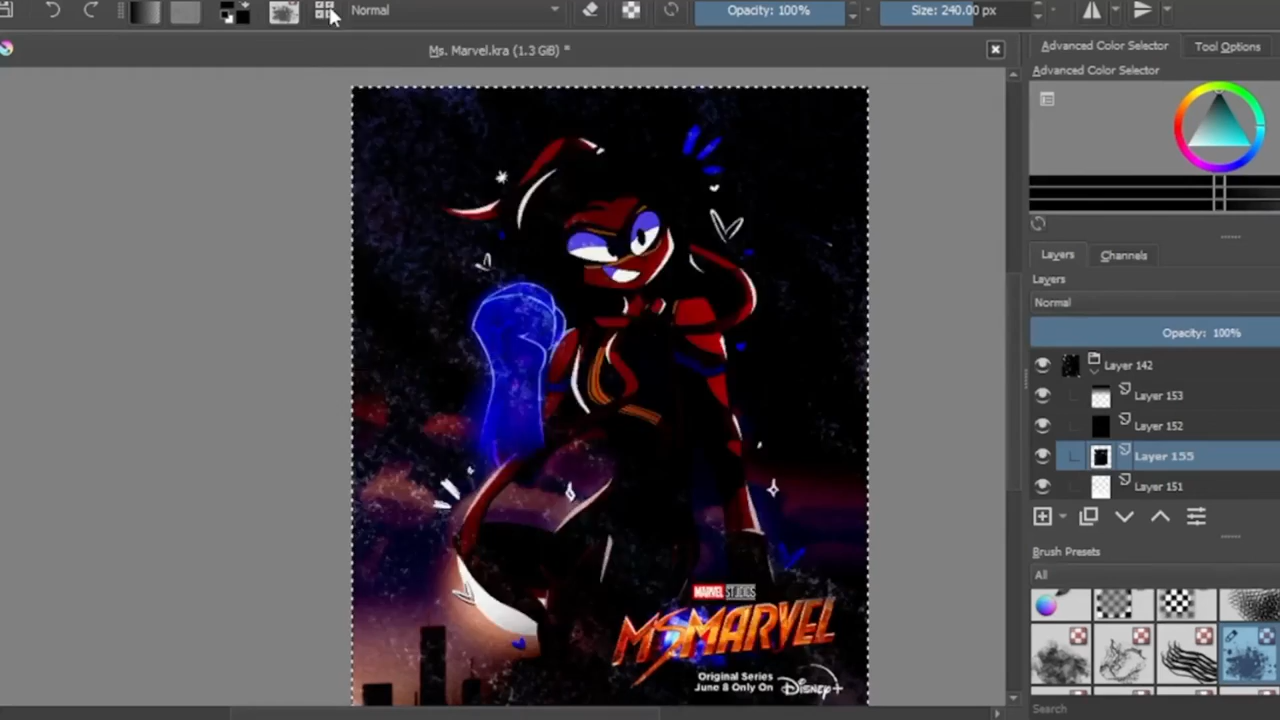 Normal
Opacity: 100%
Size: 240.00 px
Ms. Marvel.kra (1.3 GiB) *
Advanced Color Selector
Tool Options
Advanced Color Selector
Layers
Channels
Layers
Normal
Opacity: 100%
Layer 142
Layer 153
Layer 152
Layer 155
Layer 151
Brush Presets
All
Search
MARVEL STUDIOS
MS MARVEL
Original Series
June 8 Only On Disney+